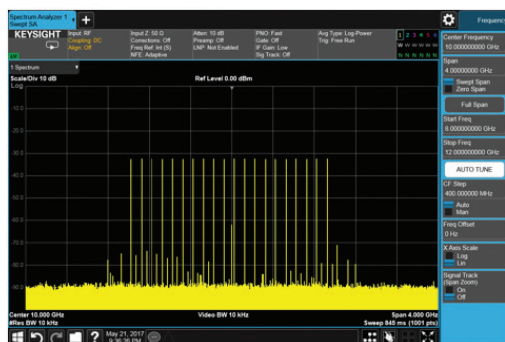 Spectrum Analyzer 1
Swept SA
KEYSIGHT
Input: RF
Coupling: DC
Align: Off
Input Z: 50 Ω
Corrections: Off
Freq Ref: Int (S)
NFE: Adaptive
Atten: 10 dB
Preamp: Off
LNP: Not Enabled
PNO: Fast
Gate: Off
IF Gain: Low
Sig Track: Off
Avg Type: Log-Power
Trig: Free Run
1 2 3 4 5 6
W W W W W W
N N N N N N
1 Spectrum
Scale/Div 10 dB
Ref Level 0.00 dBm
Log
-10.0
-20.0
-30.0
-40.0
-50.0
-60.0
-70.0
-80.0
-90.0
Center 10.000 GHz
#Res BW 10 kHz
Video BW 10 kHz
Span 4.000 GHz
Sweep 845 ms (1001 pts)
May 21, 2017
?
Frequency
Center Frequency
10.000000000 GHz
Span
4.00000000 GHz
Swept Span
Zero Span
Full Span
Start Freq
8.000000000 GHz
Stop Freq
12.000000000 GHz
AUTO TUNE
CF Step
400.000000 MHz
Auto
Man
Freq Offset
0 Hz
X Axis Scale
Log
Lin
Signal Track
(Span Zoom)
On
Off